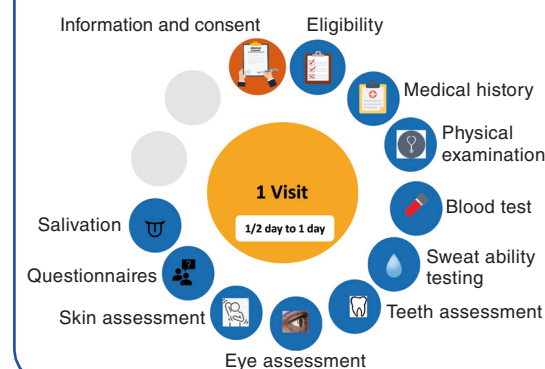 Information and consent
Eligibility
Medical history
Physical
examination
Blood test
Sweat ability
testing
Teeth assessment
Eye assessment
Skin assessment
Questionnaires
Salivation
1 Visit
1/2 day to 1 day